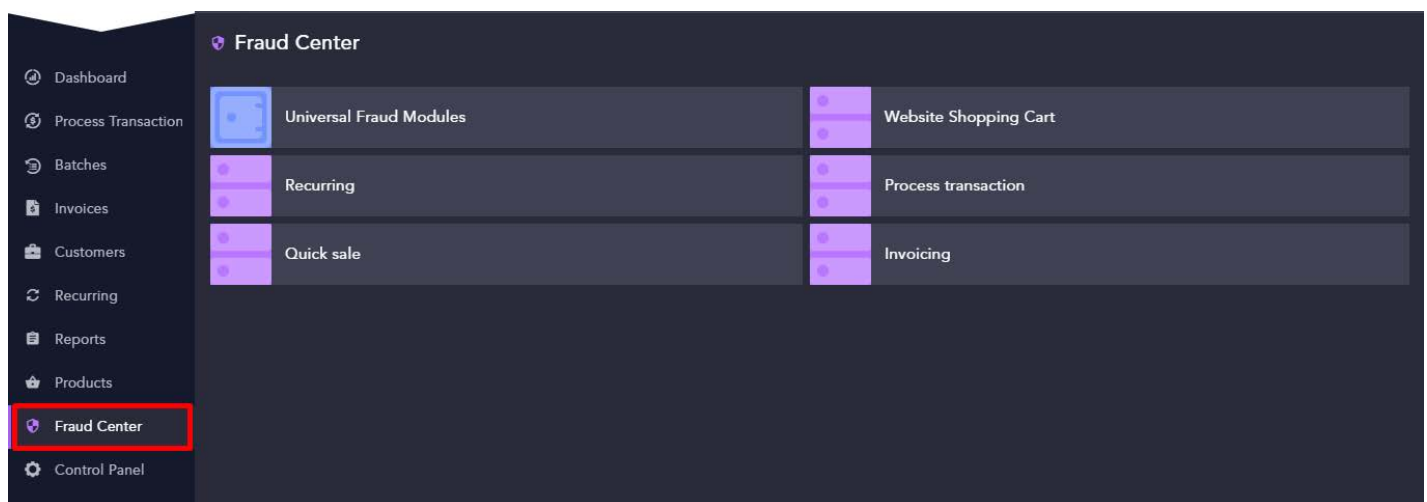 Fraud Center
Dashboard
Process Transaction
Batches
Invoices
Customers
Recurring
Reports
Products
Fraud Center
Control Panel
Universal Fraud Modules
Website Shopping Cart
Recurring
Process transaction
Quick sale
Invoicing